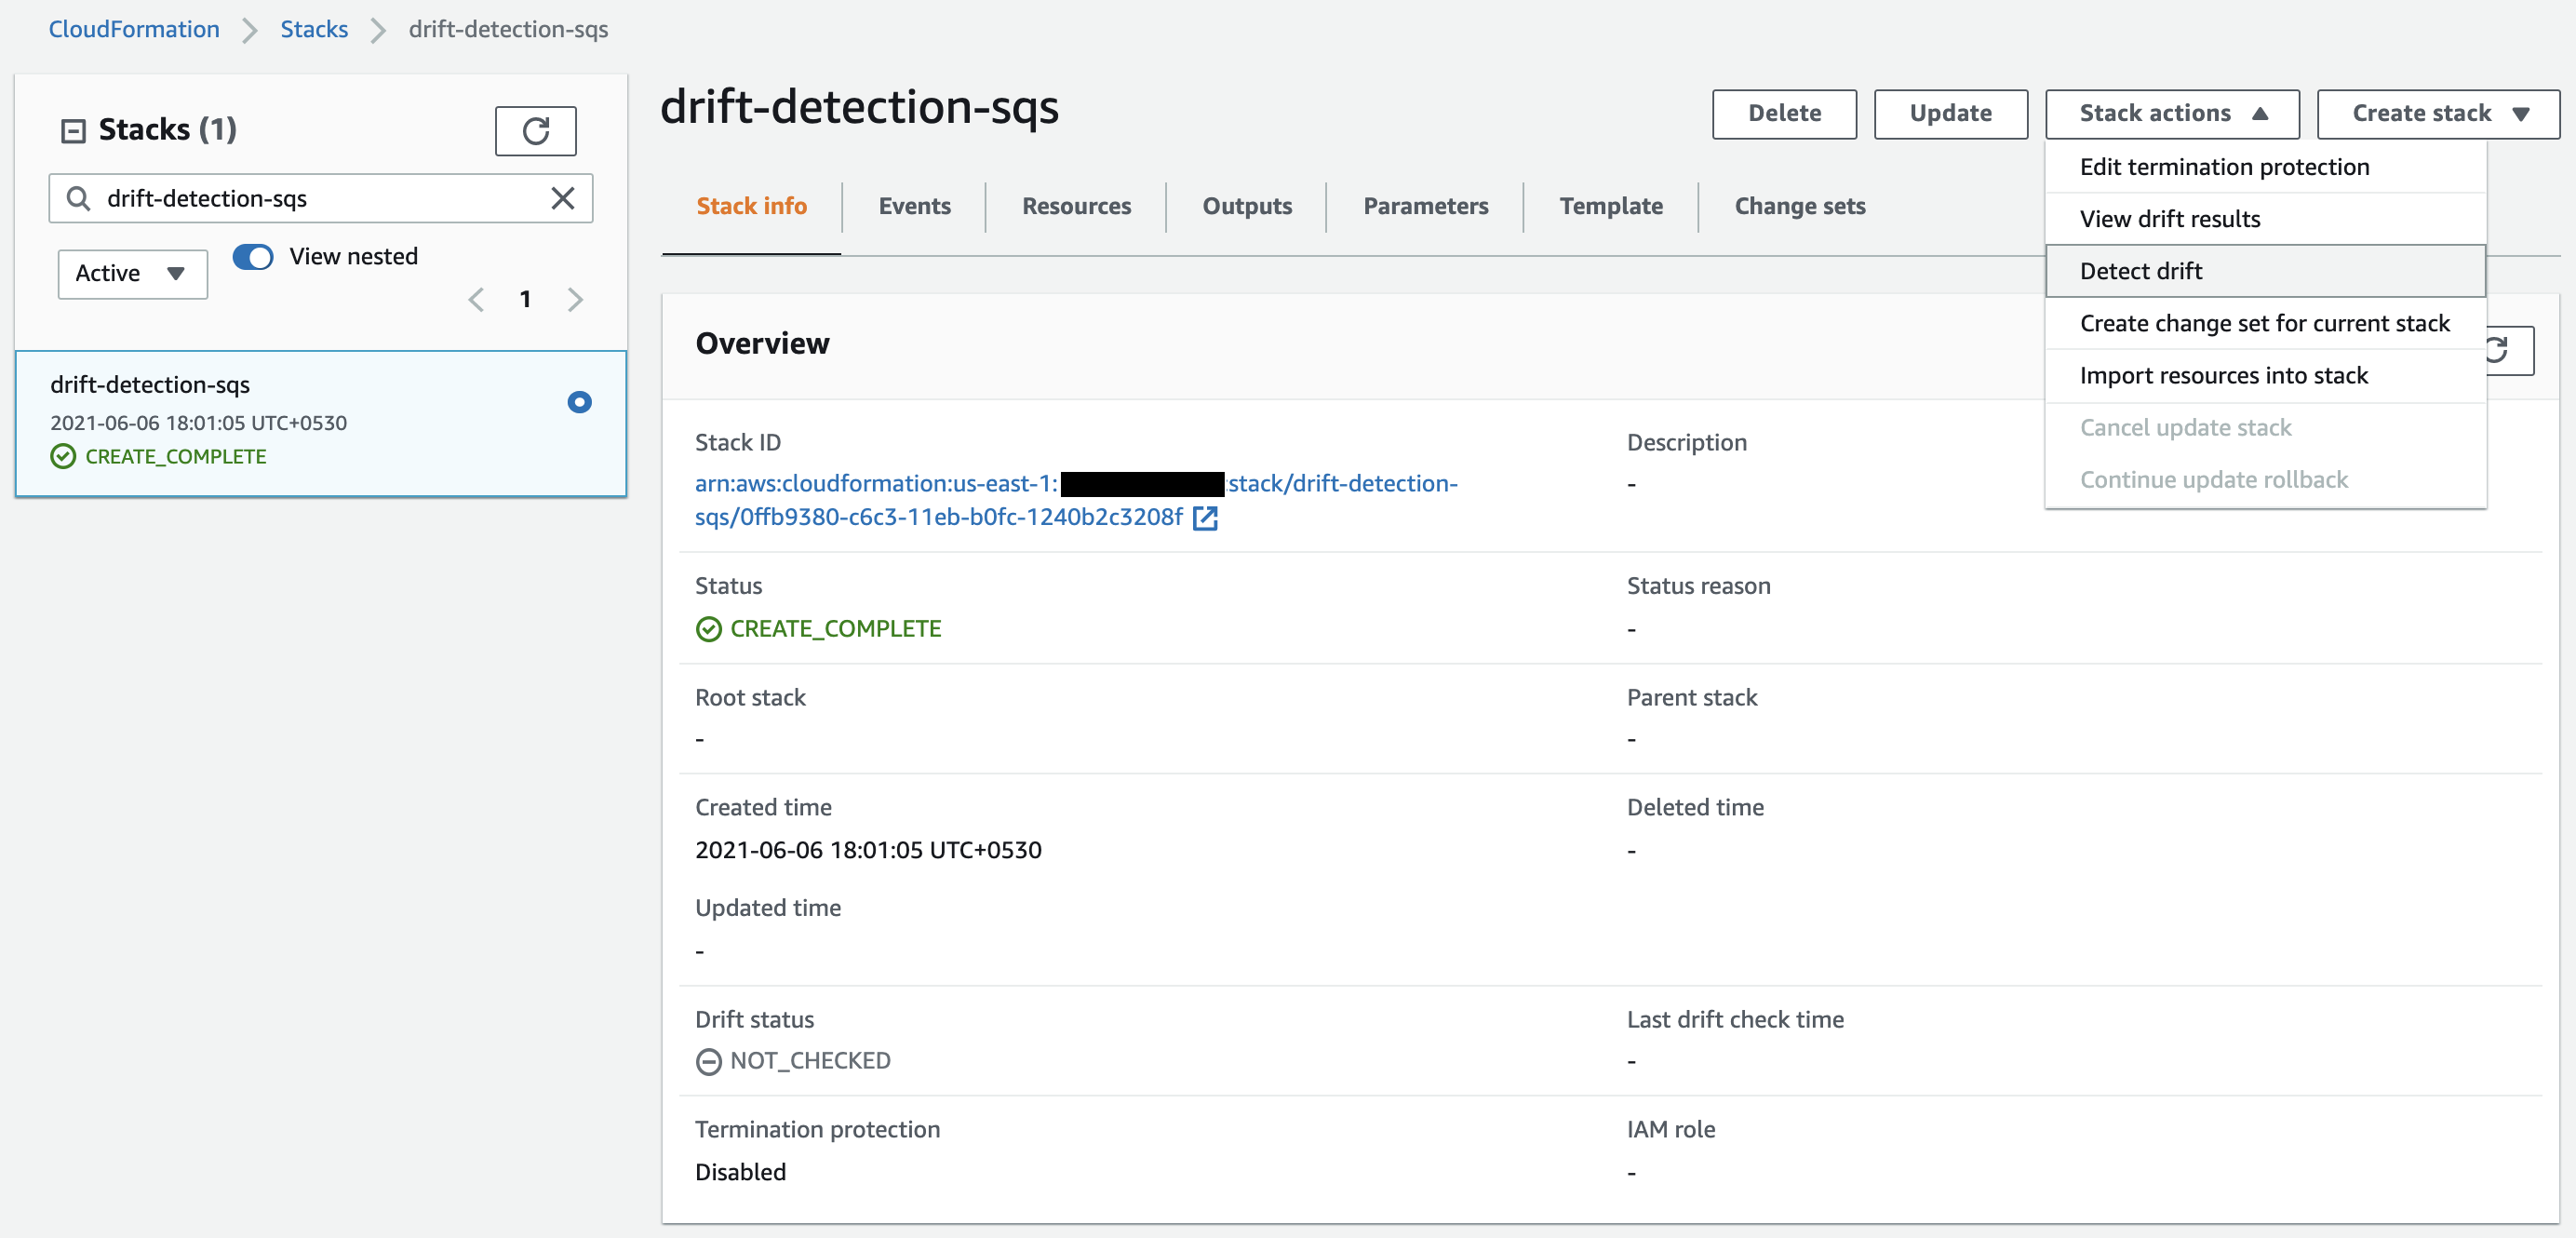 CloudFormation > Stacks > drift-detection-sqs
Stacks (1)
drift-detection-sqs
Active
View nested
1
drift-detection-sqs
2021-06-06 18:01:05 UTC+0530
CREATE_COMPLETE
drift-detection-sqs
Delete
Update
Stack actions
Create stack
Edit termination protection
View drift results
Detect drift
Create change set for current stack
Import resources into stack
Cancel update stack
Continue update rollback
Stack info
Events
Resources
Outputs
Parameters
Template
Change sets
Overview
Stack ID
arn:aws:cloudformation:us-east-1: :stack/drift-detection-
sqs/0ffb9380-c6c3-11eb-b0fc-1240b2c3208f
Description
-
Status
CREATE_COMPLETE
Status reason
-
Root stack
-
Parent stack
-
Created time
2021-06-06 18:01:05 UTC+0530
Deleted time
-
Updated time
-
Drift status
NOT_CHECKED
Last drift check time
-
Termination protection
Disabled
IAM role
-